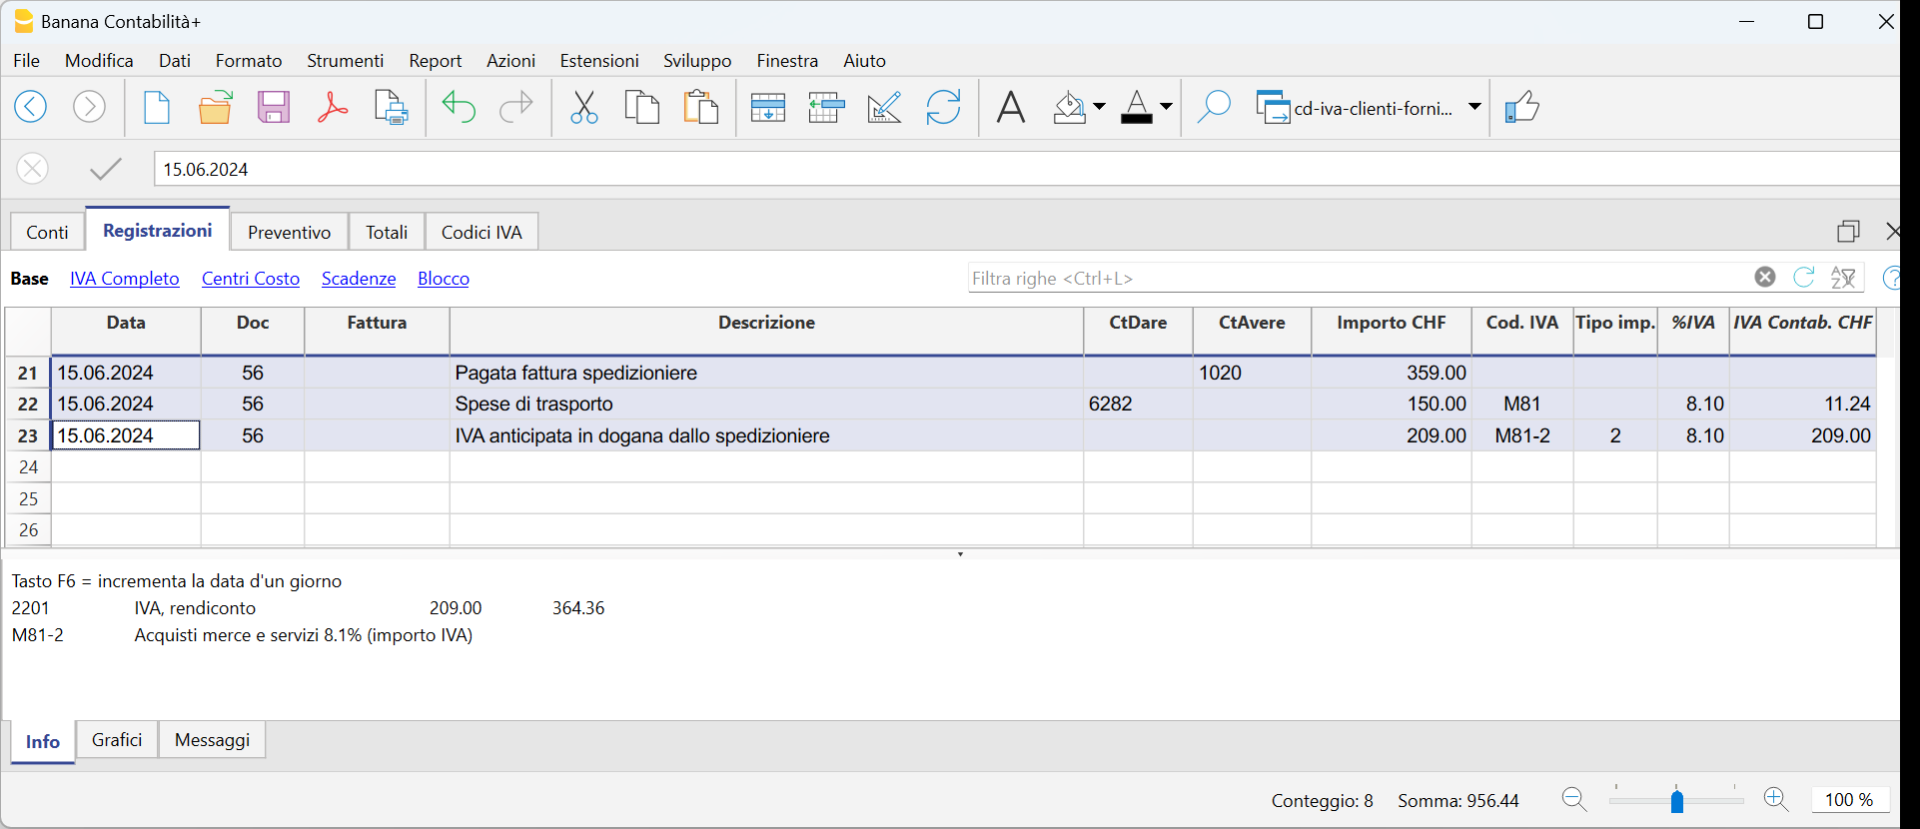 Banana Contabilità+
File Modifica Dati Formato Strumenti Report Azioni Estensioni Sviluppo Finestra Aiuto
A A cd-iva-clienti-forni...
15.06.2024
Conti Registrazioni Preventivo Totali Codici IVA
Base IVA Completo Centri Costo Scadenze Blocco Filtra righe <Ctrl+L>
Data Doc Fattura Descrizione CtDare CtAvere Importo CHF Cod. IVA Tipo imp. %IVA IVA Contab. CHF
21 15.06.2024 56 Pagata fattura spedizioniere 1020 359.00
22 15.06.2024 56 Spese di trasporto 6282 150.00 M81 8.10 11.24
23 15.06.2024 56 IVA anticipata in dogana dallo spedizioniere 209.00 M81-2 2 8.10 209.00
24
25
26
Tasto F6 = incrementa la data d'un giorno
2201 IVA, rendiconto 209.00 364.36
M81-2 Acquisti merce e servizi 8.1% (importo IVA)
Info Grafici Messaggi
Conteggio: 8 Somma: 956.44 100 %